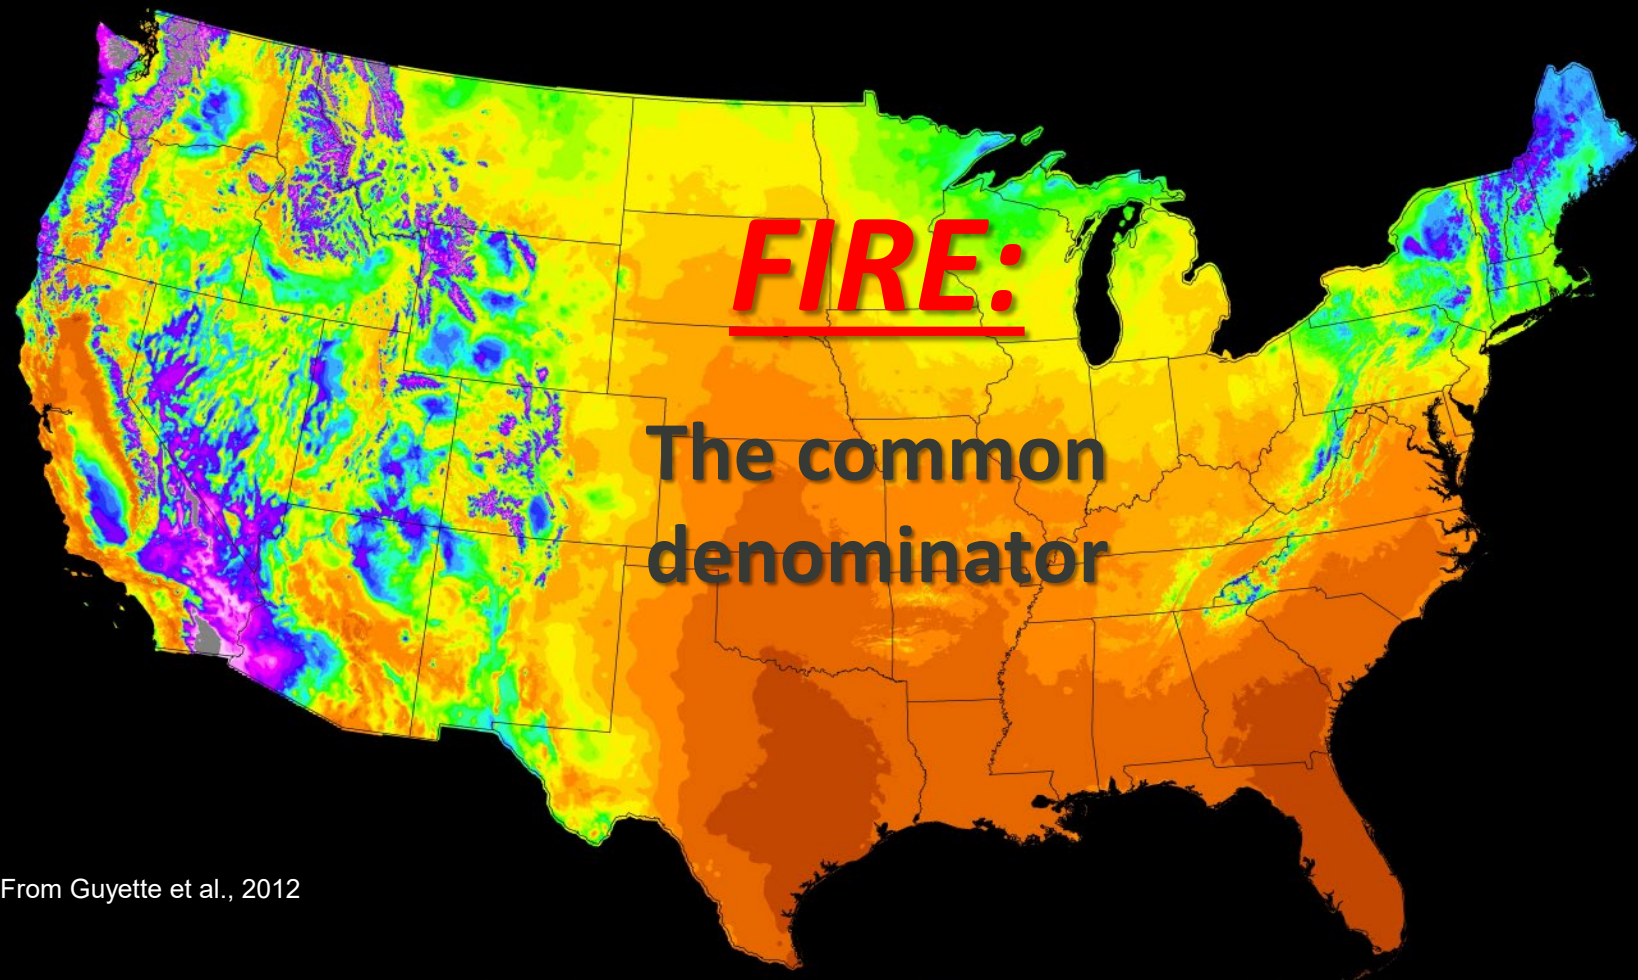 FIRE:
The common
denominator
From Guyette et al., 2012